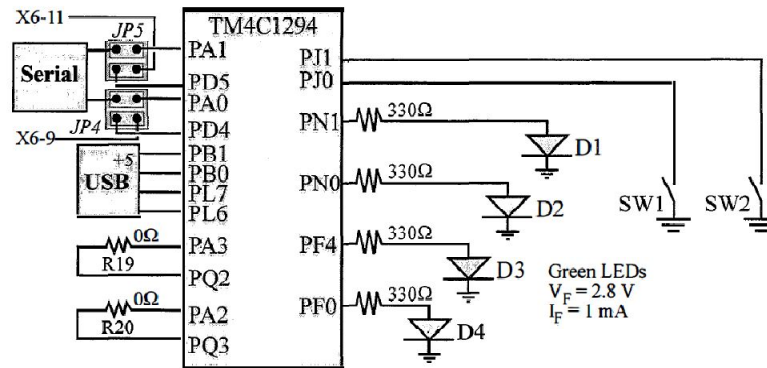 TM4C1294
X6-11
JP5
Serial
JP4
X6-9
+5
USB
0Ω
R19
0Ω
R20
PA1
PD5
PA0
PD4
PB1
PB0
PL7
PL6
PA3
PQ2
PA2
PQ3
PJ1
PJ0
PN1
PN0
PF4
PF0
330Ω
D1
330Ω
D2
330Ω
D3
330Ω
D4
SW1
SW2
Green LEDs
VF = 2.8 V
IF = 1 mA